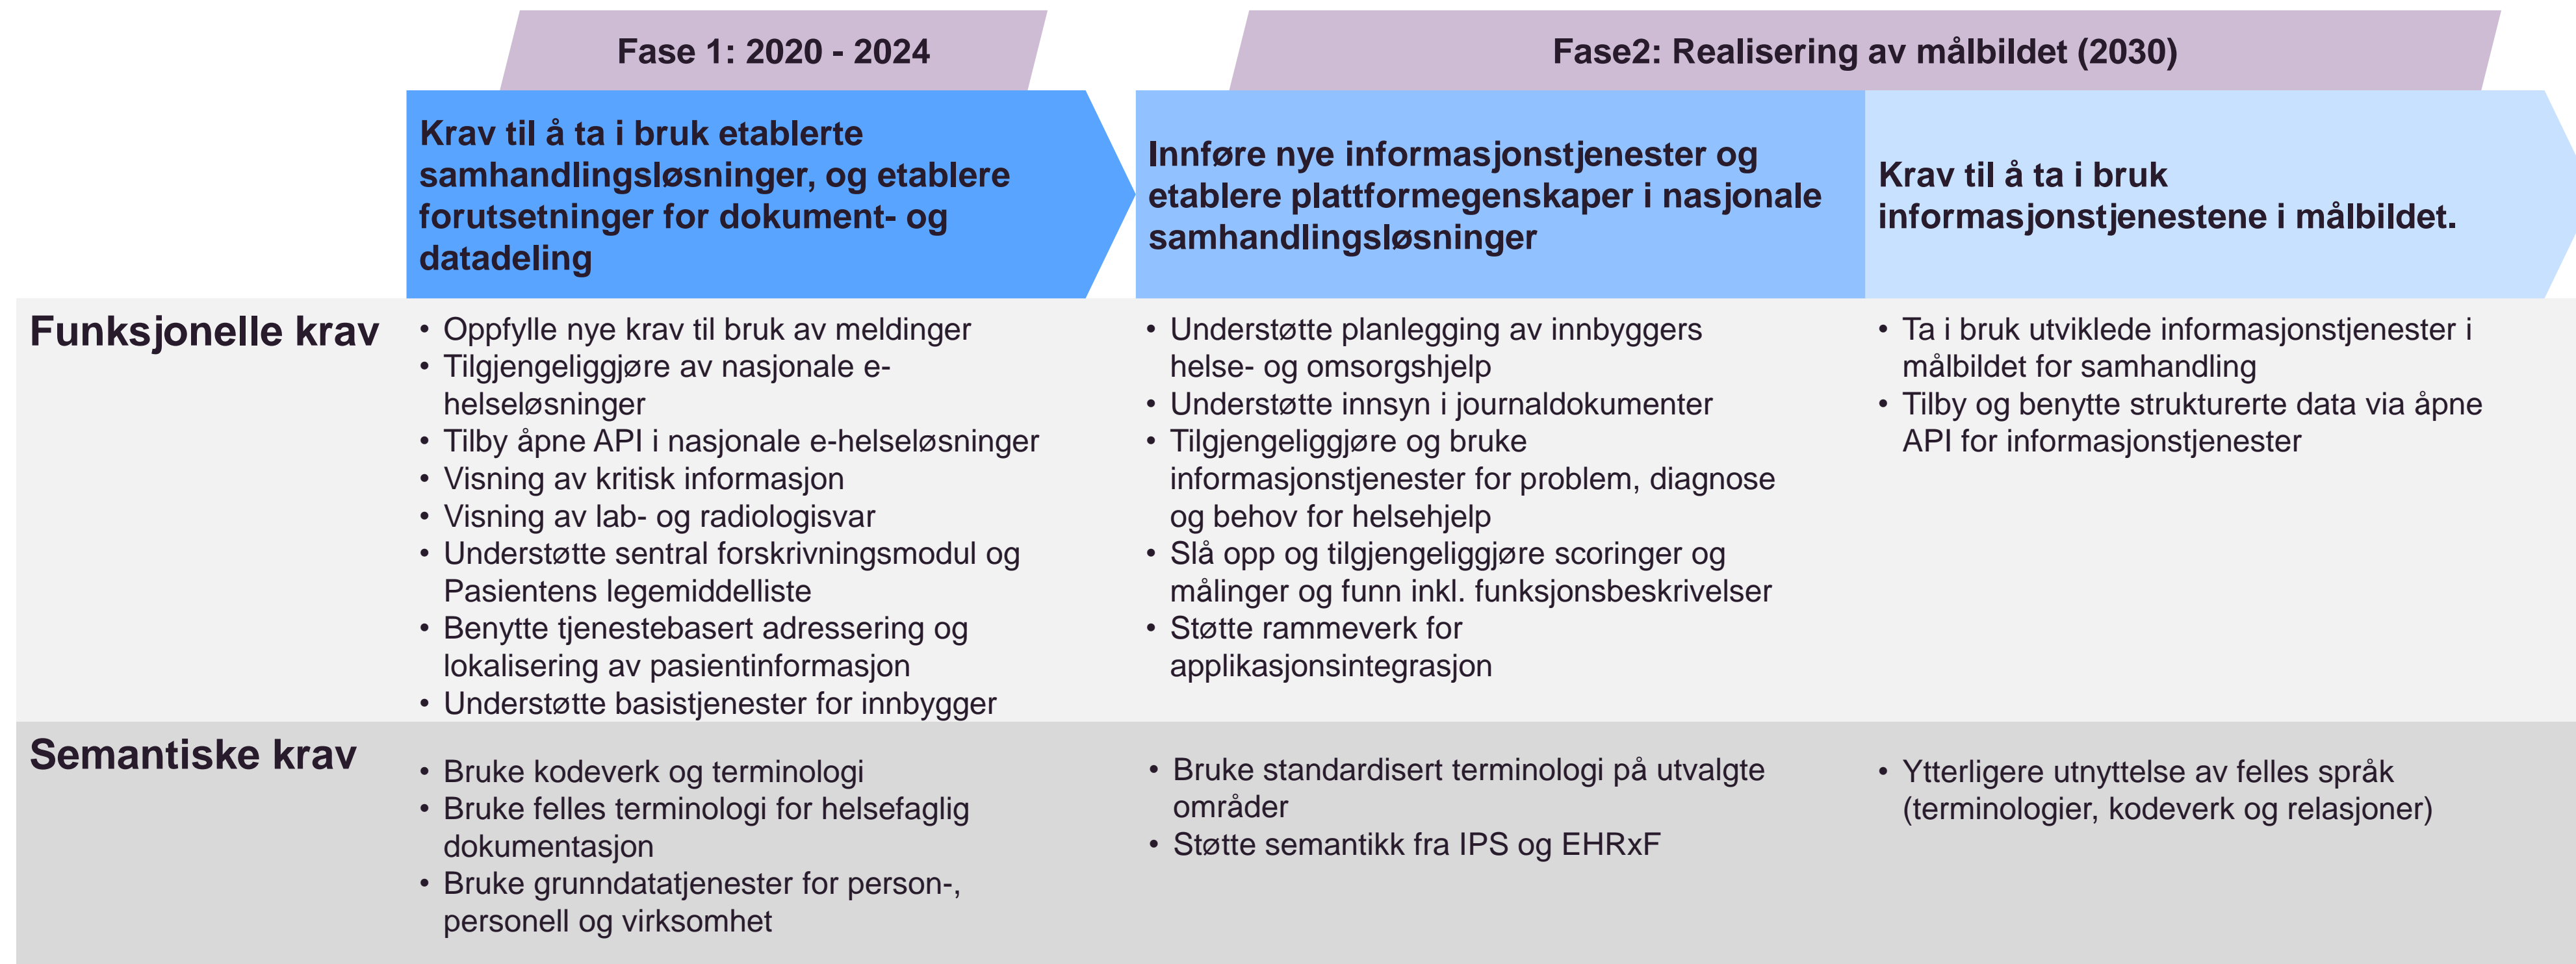 Fase 1: 2020 - 2024
Fase2: Realisering av målbildet (2030)
Krav til å ta i bruk etablerte
samhandlingsløsninger, og etablere
forutsetninger for dokument- og
datadeling
Innføre nye informasjonstjenester og
etablere plattformegenskaper i nasjonale
samhandlingsløsninger
Krav til å ta i bruk
informasjonstjenestene i målbildet.
Funksjonelle krav
• Oppfylle nye krav til bruk av meldinger
• Tilgjengeliggjøre av nasjonale e-
helseløsninger
• Tilby åpne API i nasjonale e-helseløsninger
• Visning av kritisk informasjon
• Visning av lab- og radiologisvar
• Understøtte sentral forskrivningsmodul og
Pasientens legemiddelliste
• Benytte tjenestebasert adressering og
lokalisering av pasientinformasjon
• Understøtte basistjenester for innbygger
• Understøtte planlegging av innbyggers
helse- og omsorgshjelp
• Understøtte innsyn i journaldokumenter
• Tilgjengeliggjøre og bruke
informasjonstjenester for problem, diagnose
og behov for helsehjelp
• Slå opp og tilgjengeliggjøre scoringer og
målinger og funn inkl. funksjonsbeskrivelser
• Støtte rammeverk for
applikasjonsintegrasjon
• Ta i bruk utviklede informasjonstjenester i
målbildet for samhandling
• Tilby og benytte strukturerte data via åpne
API for informasjonstjenester
Semantiske krav
• Bruke kodeverk og terminologi
• Bruke felles terminologi for helsefaglig
dokumentasjon
• Bruke grunndatatjenester for person-,
personell og virksomhet
• Bruke standardisert terminologi på utvalgte
områder
• Støtte semantikk fra IPS og EHRxF
• Ytterligere utnyttelse av felles språk
(terminologier, kodeverk og relasjoner)